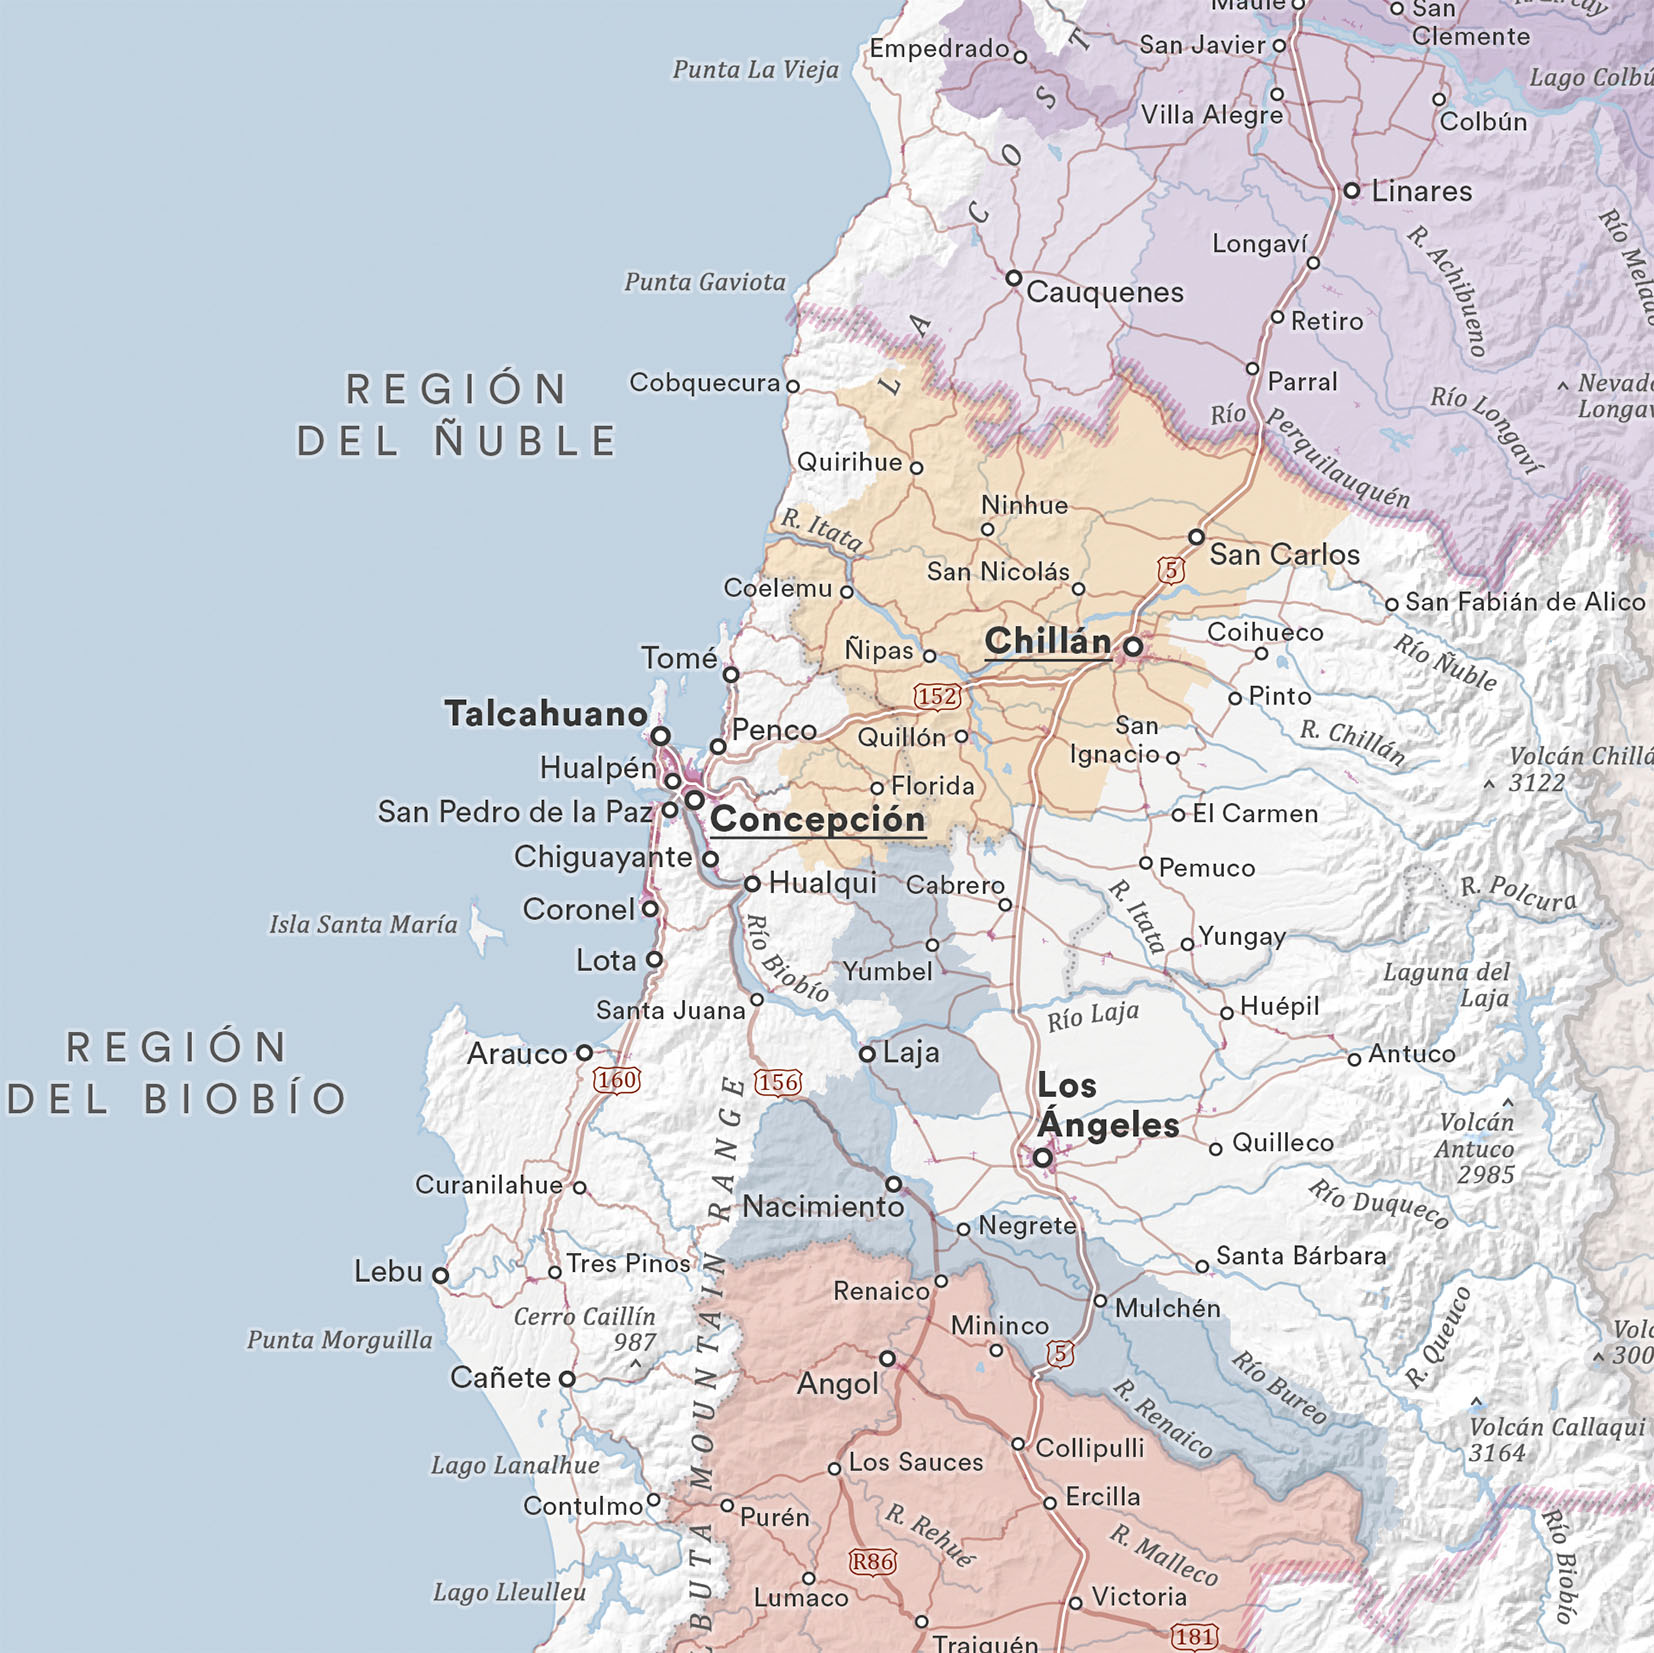 Maule
San
Clemente
Empedrado
San Javier
Punta La Vieja
Lago Colbú
Villa Alegre
Colbún
Linares
Longaví
R. Achibueno
Río Melado
Punta Gaviota
Cauquenes
Retiro
REGIÓN
DEL ÑUBLE
Cobquecura
LA COST
Parral
Río Longaví
Nevado
Longav
Río Perquilauquén
Quirihue
Ninhue
R. Itata
San Carlos
5
San Nicolás
Coelemu
San Fabián de Alico
Chillán
Coihueco
Río Ñuble
Tomé
Ñipas
152
Pinto
Talcahuano
Penco
Quillón
San
Ignacio
R. Chillán
Volcán Chillá
3122
Hualpén
Florida
San Pedro de la Paz
Concepción
El Carmen
Chiguayante
Pemuco
Hualqui
Cabrero
R. Itata
R. Polcura
Coronel
Isla Santa María
Río Biobío
Yungay
Lota
Yumbel
Laguna del
Laja
Santa Juana
Río Laja
Huépil
REGIÓN
DEL BIOBÍO
Arauco
Laja
Antuco
160
156
Los
Ángeles
Volcán
Antuco
2985
Quilleco
Curanilahue
Nacimiento
Río Duqueco
Negrete
Lebu
Tres Pinos
Santa Bárbara
Renaico
Mulchén
Cerro Caillín
987
Punta Morguilla
Mininco
5
R. Queuco
Volc
300
Cañete
Angol
Río Bureo
R. Renaico
Volcán Callaqui
3164
Collipulli
Lago Lanalhue
Los Sauces
Contulmo
Purén
Ercilla
R. Rehué
R. Malleco
Río Biobío
R86
Lago Lleulleu
Lumaco
Victoria
BUTA MOUNTAIN RANGE
Traiguén
181